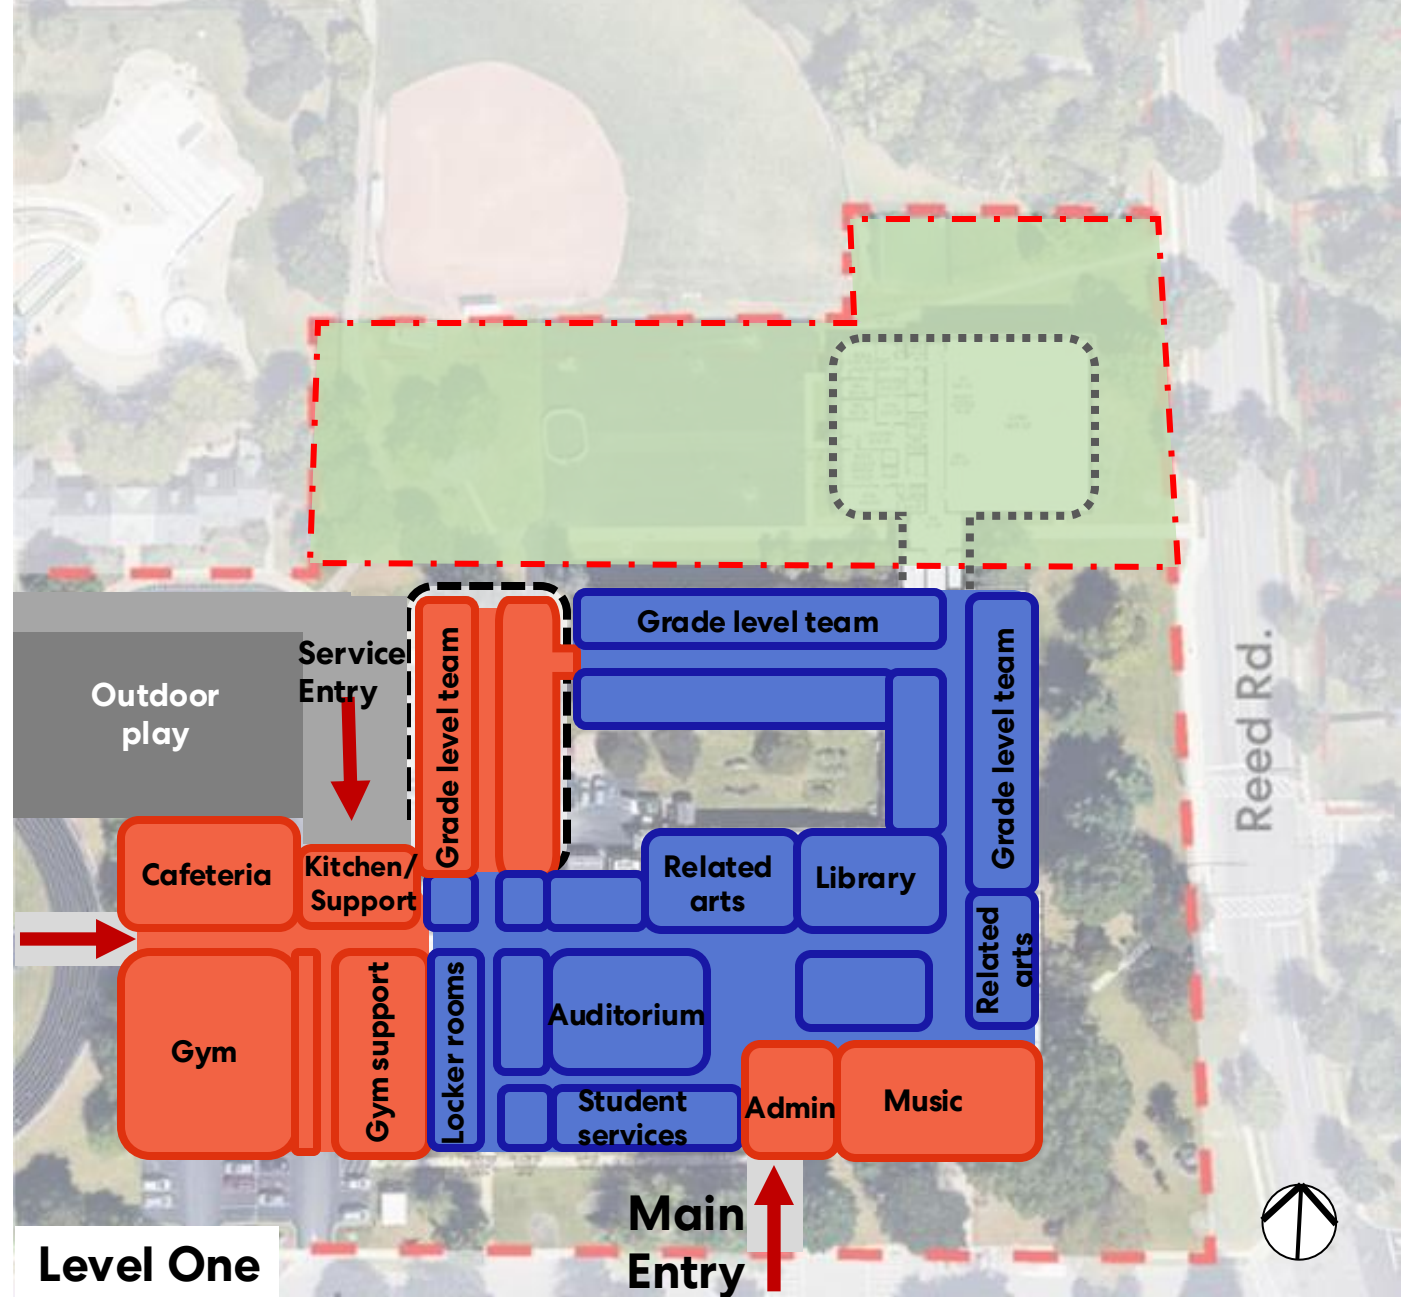 Grade level team
Service
Entry
Outdoor
play
Grade level team
Grade level team
Reed Rd.
Cafeteria
Kitchen/
Support
Related
arts
Library
Related
arts
Gym
Gym support
Locker rooms
Auditorium
Student
services
Admin
Music
Main
Entry
Level One